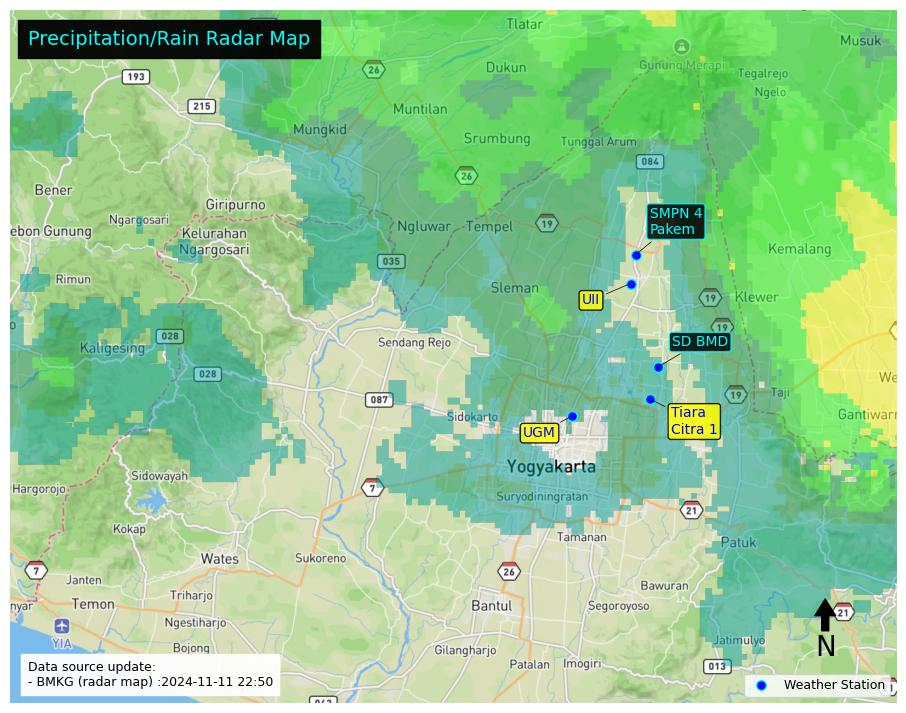 Precipitation/Rain Radar Map
Tlatar
Musuk
26
Dukun
Gunung Merapi
193
Tegalrejo
Ngelo
215
Muntilan
Mungkid
Srumbung
Tunggal Arum
084
26
Bener
Giripurno
SMPN 4
Pakem
Ngargosari
Ngluwar
Tempel
19
ebon Gunung
Kelurahan
Ngargosari
Kemalang
035
Rimun
Sleman
UII
19
Klewer
19
028
Kaligesing
Sendang Rejo
SD BMD
028
We
087
19
Taji
Sidokarto
Tiara
Citra 1
Gantiwarn
UGM
Yogyakarta
Sidowayah
Hargorojo
7
Suryodiningratan
21
Kokap
Tamanan
Patuk
Wates
Sukoreno
7
26
Janten
Bawuran
Triharjo
nyar
Temon
Bantul
Segoroyoso
21
Ngestiharjo
YIA
Jatimulyo
N
Bojong
Gilangharjo
Patalan
Imogiri
013
Data source update:
- BMKG (radar map) :2024-11-11 22:50
Weather Station